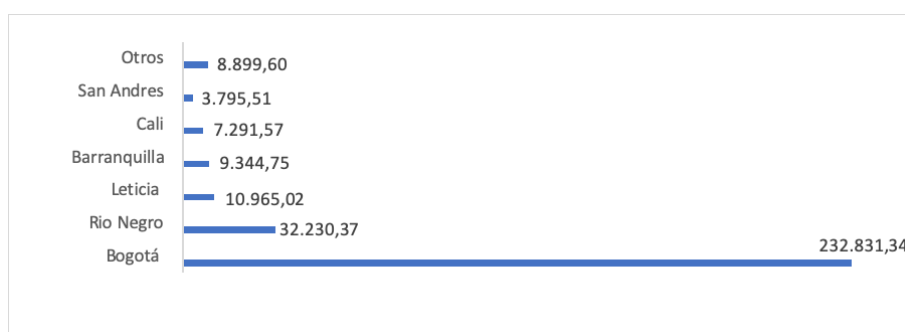 Otros 8.899,60
San Andres 3.795,51
Cali 7.291,57
Barranquilla 9.344,75
Leticia 10.965,02
Rio Negro 32.230,37
Bogotá 232.831,34